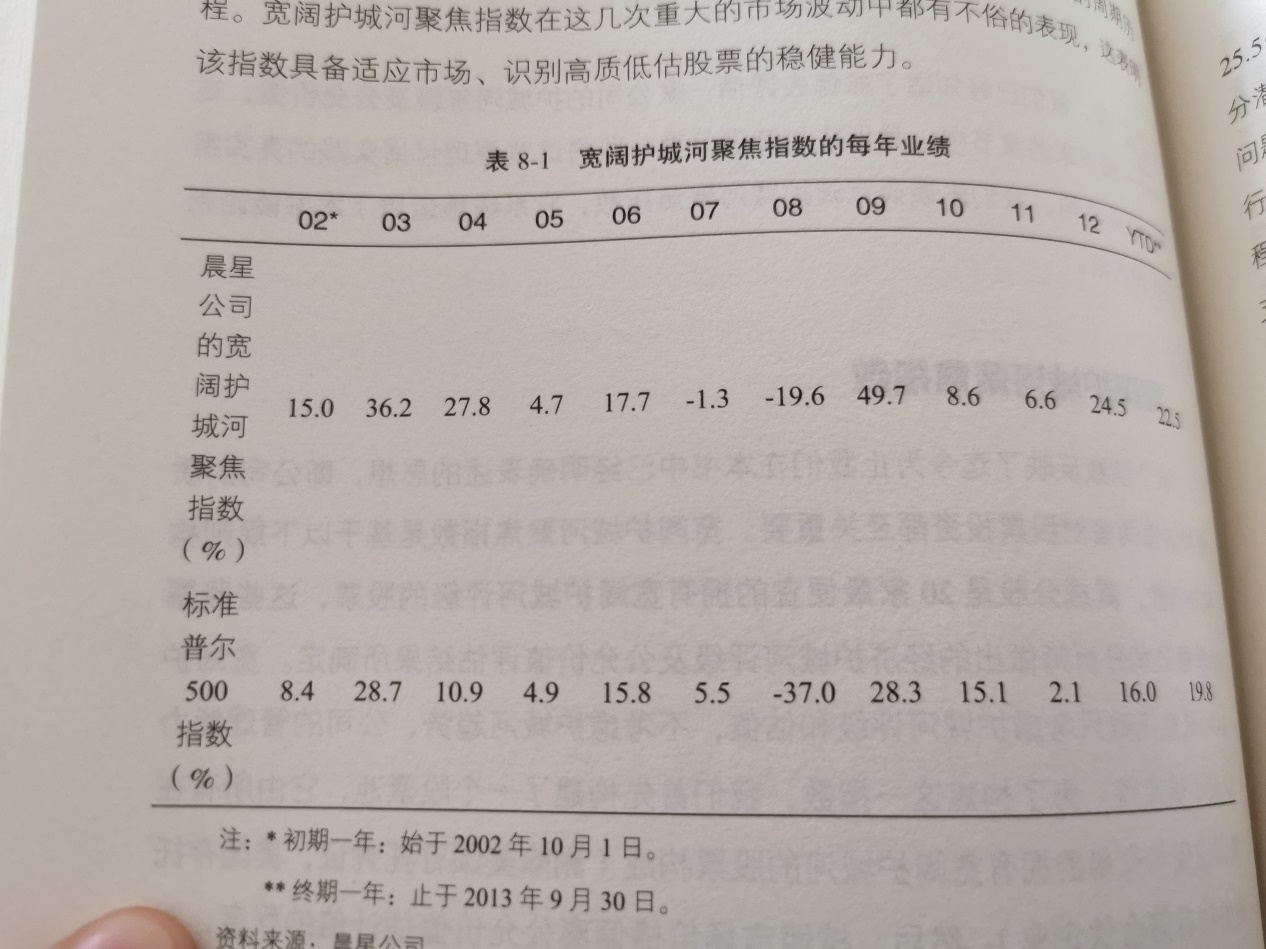 程。宽阔护城河聚焦指数在这几次重大的市场波动中都有不俗的表现，这表明
该指数具备适应市场、识别高质低估股票的稳健能力。
表 8-1 宽阔护城河聚焦指数的每年业绩
02* 03 04 05 06 07 08 09 10 11 12 YTD**
晨星
公司
的宽
阔护
城河
聚焦
指数
（%）
15.0 36.2 27.8 4.7 17.7 -1.3 -19.6 49.7 8.6 6.6 24.5 22.5
标准
普尔
500
指数
（%）
8.4 28.7 10.9 4.9 15.8 5.5 -37.0 28.3 15.1 2.1 16.0 19.8
注：* 初期一年：始于 2002 年 10 月 1 日。
** 终期一年：止于 2013 年 9 月 30 日。
资料来源：晨星公司
25.5
分
问题
行
程